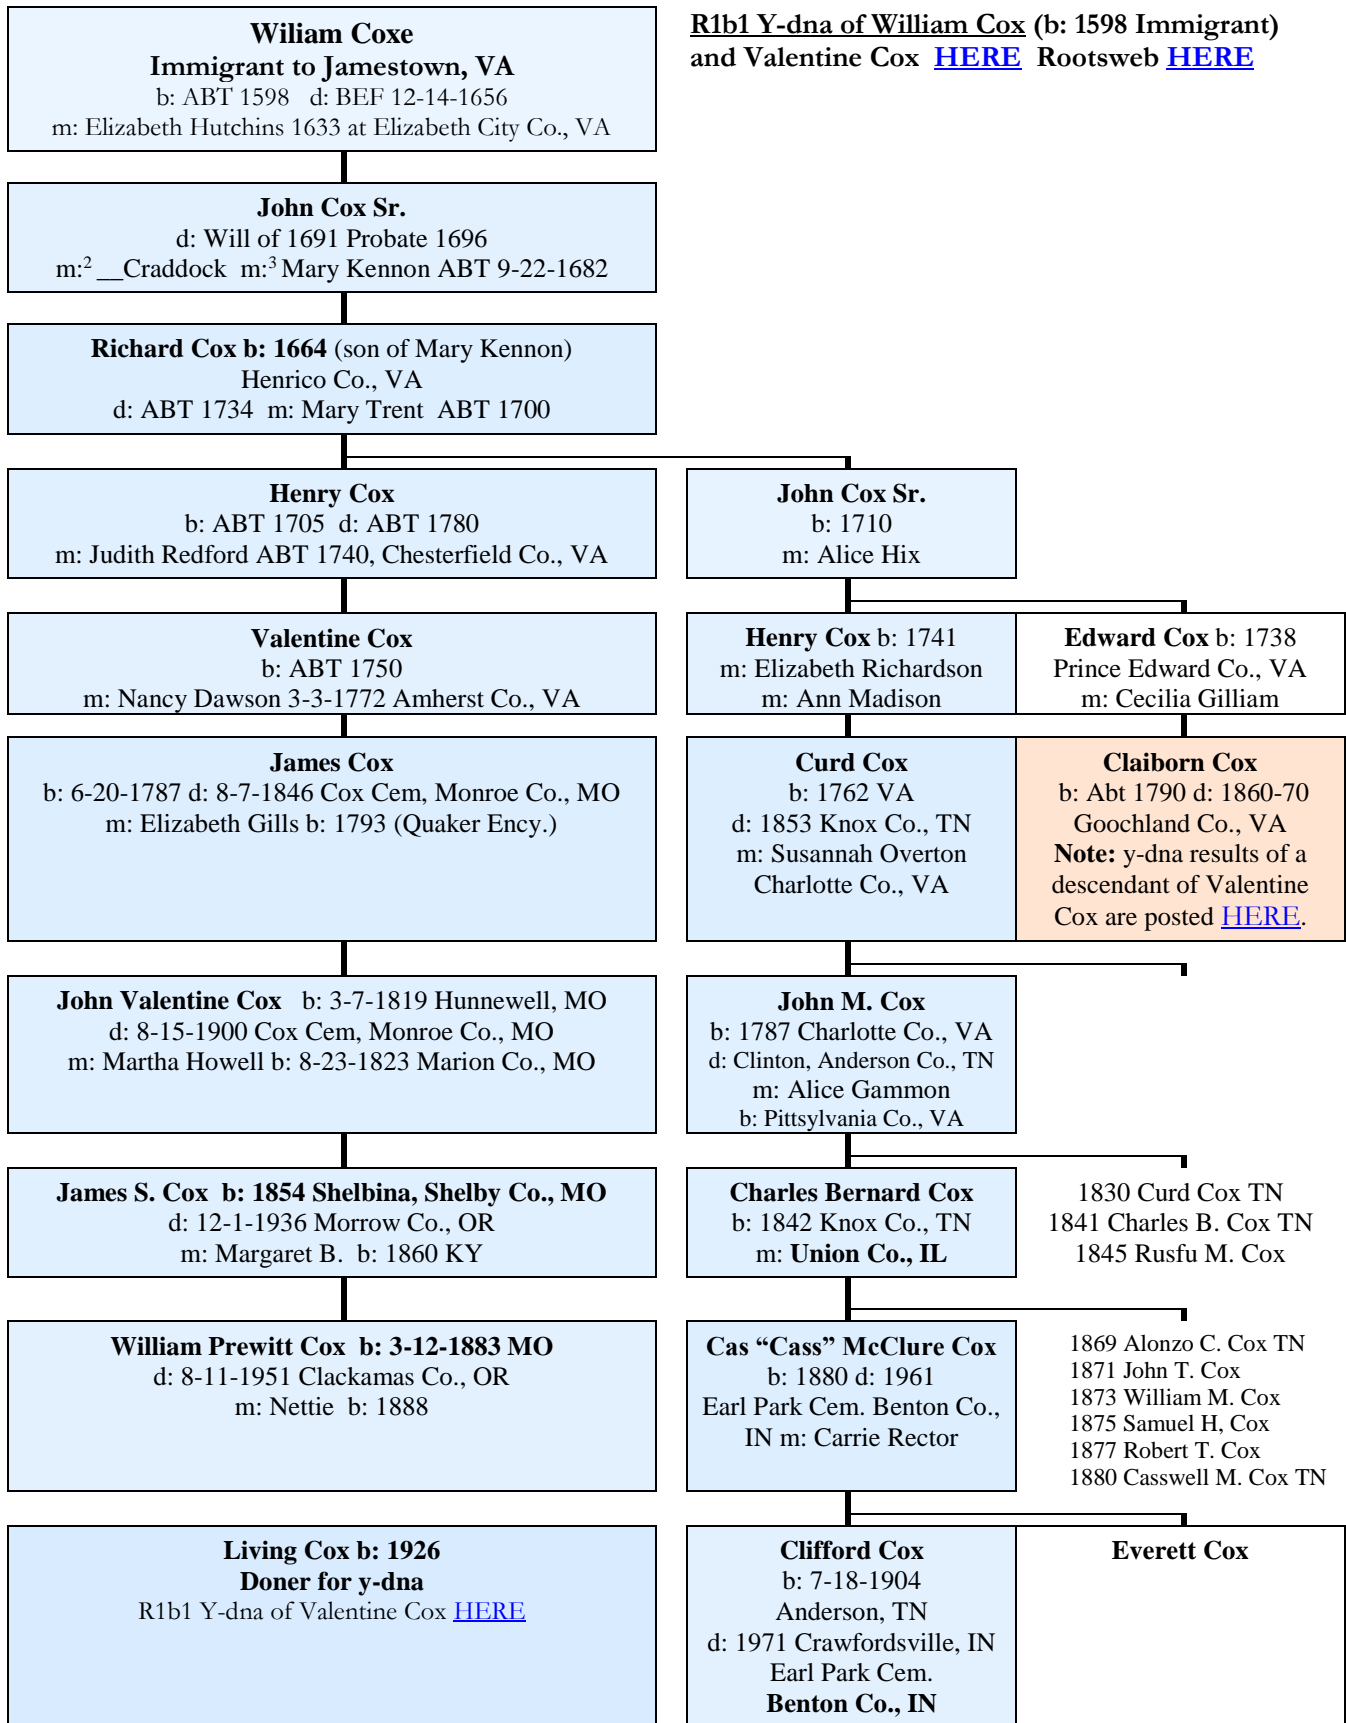 Wiliam Coxe
Immigrant to Jamestown, VA
b: ABT 1598 d: BEF 12-14-1656
m: Elizabeth Hutchins 1633 at Elizabeth City Co., VA
R1b1 Y-dna of William Cox (b: 1598 Immigrant)
and Valentine Cox HERE Rootsweb HERE
John Cox Sr.
d: Will of 1691 Probate 1696
m:2 __Craddock m:3 Mary Kennon ABT 9-22-1682
Richard Cox b: 1664 (son of Mary Kennon)
Henrico Co., VA
d: ABT 1734 m: Mary Trent ABT 1700
Henry Cox
b: ABT 1705 d: ABT 1780
m: Judith Redford ABT 1740, Chesterfield Co., VA
John Cox Sr.
b: 1710
m: Alice Hix
Valentine Cox
b: ABT 1750
m: Nancy Dawson 3-3-1772 Amherst Co., VA
Henry Cox b: 1741
m: Elizabeth Richardson
m: Ann Madison
Edward Cox b: 1738
Prince Edward Co., VA
m: Cecilia Gilliam
James Cox
b: 6-20-1787 d: 8-7-1846 Cox Cem, Monroe Co., MO
m: Elizabeth Gills b: 1793 (Quaker Ency.)
Curd Cox
b: 1762 VA
d: 1853 Knox Co., TN
m: Susannah Overton
Charlotte Co., VA
Claiborn Cox
b: Abt 1790 d: 1860-70
Goochland Co., VA
Note: y-dna results of a
descendant of Valentine
Cox are posted HERE.
John Valentine Cox b: 3-7-1819 Hunnewell, MO
d: 8-15-1900 Cox Cem, Monroe Co., MO
m: Martha Howell b: 8-23-1823 Marion Co., MO
John M. Cox
b: 1787 Charlotte Co., VA
d: Clinton, Anderson Co., TN
m: Alice Gammon
b: Pittsylvania Co., VA
James S. Cox b: 1854 Shelbina, Shelby Co., MO
d: 12-1-1936 Morrow Co., OR
m: Margaret B. b: 1860 KY
Charles Bernard Cox
b: 1842 Knox Co., TN
m: Union Co., IL
1830 Curd Cox TN
1841 Charles B. Cox TN
1845 Rusfu M. Cox
William Prewitt Cox b: 3-12-1883 MO
d: 8-11-1951 Clackamas Co., OR
m: Nettie b: 1888
Cas “Cass” McClure Cox
b: 1880 d: 1961
Earl Park Cem. Benton Co.,
IN m: Carrie Rector
1869 Alonzo C. Cox TN
1871 John T. Cox
1873 William M. Cox
1875 Samuel H, Cox
1877 Robert T. Cox
1880 Casswell M. Cox TN
Living Cox b: 1926
Doner for y-dna
R1b1 Y-dna of Valentine Cox HERE
Clifford Cox
b: 7-18-1904
Anderson, TN
d: 1971 Crawfordsville, IN
Earl Park Cem.
Benton Co., IN
Everett Cox